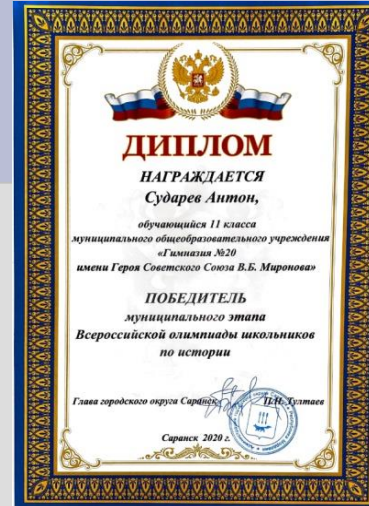 ДИПЛОМ
НАГРАЖДАЕТСЯ
Сударев Антон,
обучающийся 11 класса
муниципального общеобразовательного учреждения
«Гимназия №20
имени Героя Советского Союза В.Б. Миронова»
ПОБЕДИТЕЛЬ
муниципального этапа
Всероссийской олимпиады школьников
по истории
Глава городского округа Саранск П.Н. Тултаев
Саранск 2020 г.